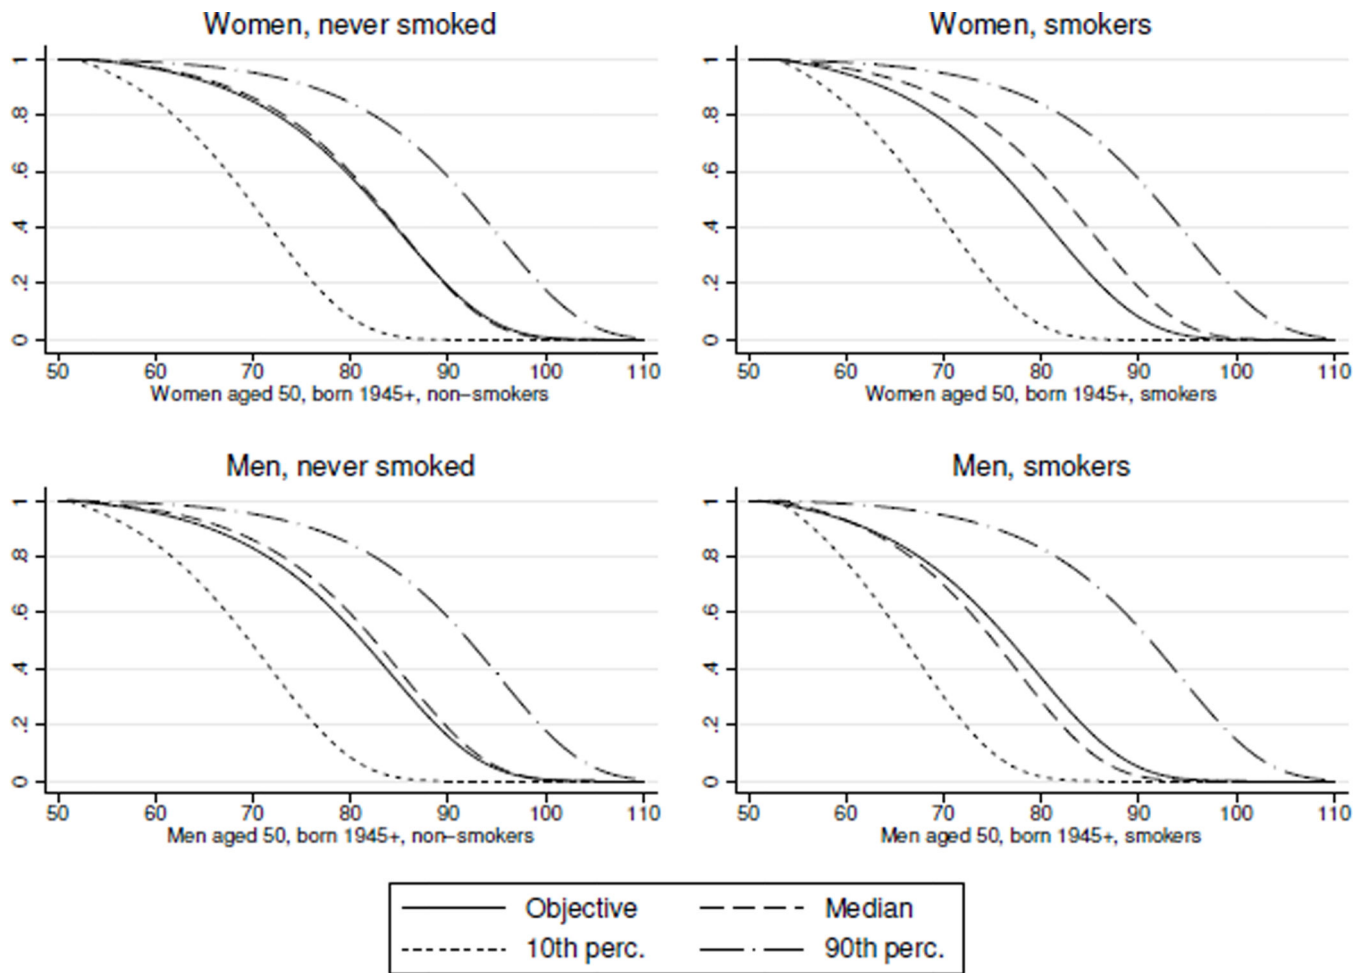 Women, never smoked
1
.8
.6
.4
.2
0
50 60 70 80 90 100 110
Women aged 50, born 1945+, non-smokers
Women, smokers
1
.8
.6
.4
.2
0
50 60 70 80 90 100 110
Women aged 50, born 1945+, smokers
Men, never smoked
1
.8
.6
.4
.2
0
50 60 70 80 90 100 110
Men aged 50, born 1945+, non-smokers
Men, smokers
1
.8
.6
.4
.2
0
50 60 70 80 90 100 110
Men aged 50, born 1945+, smokers
Objective Median
10th perc. 90th perc.